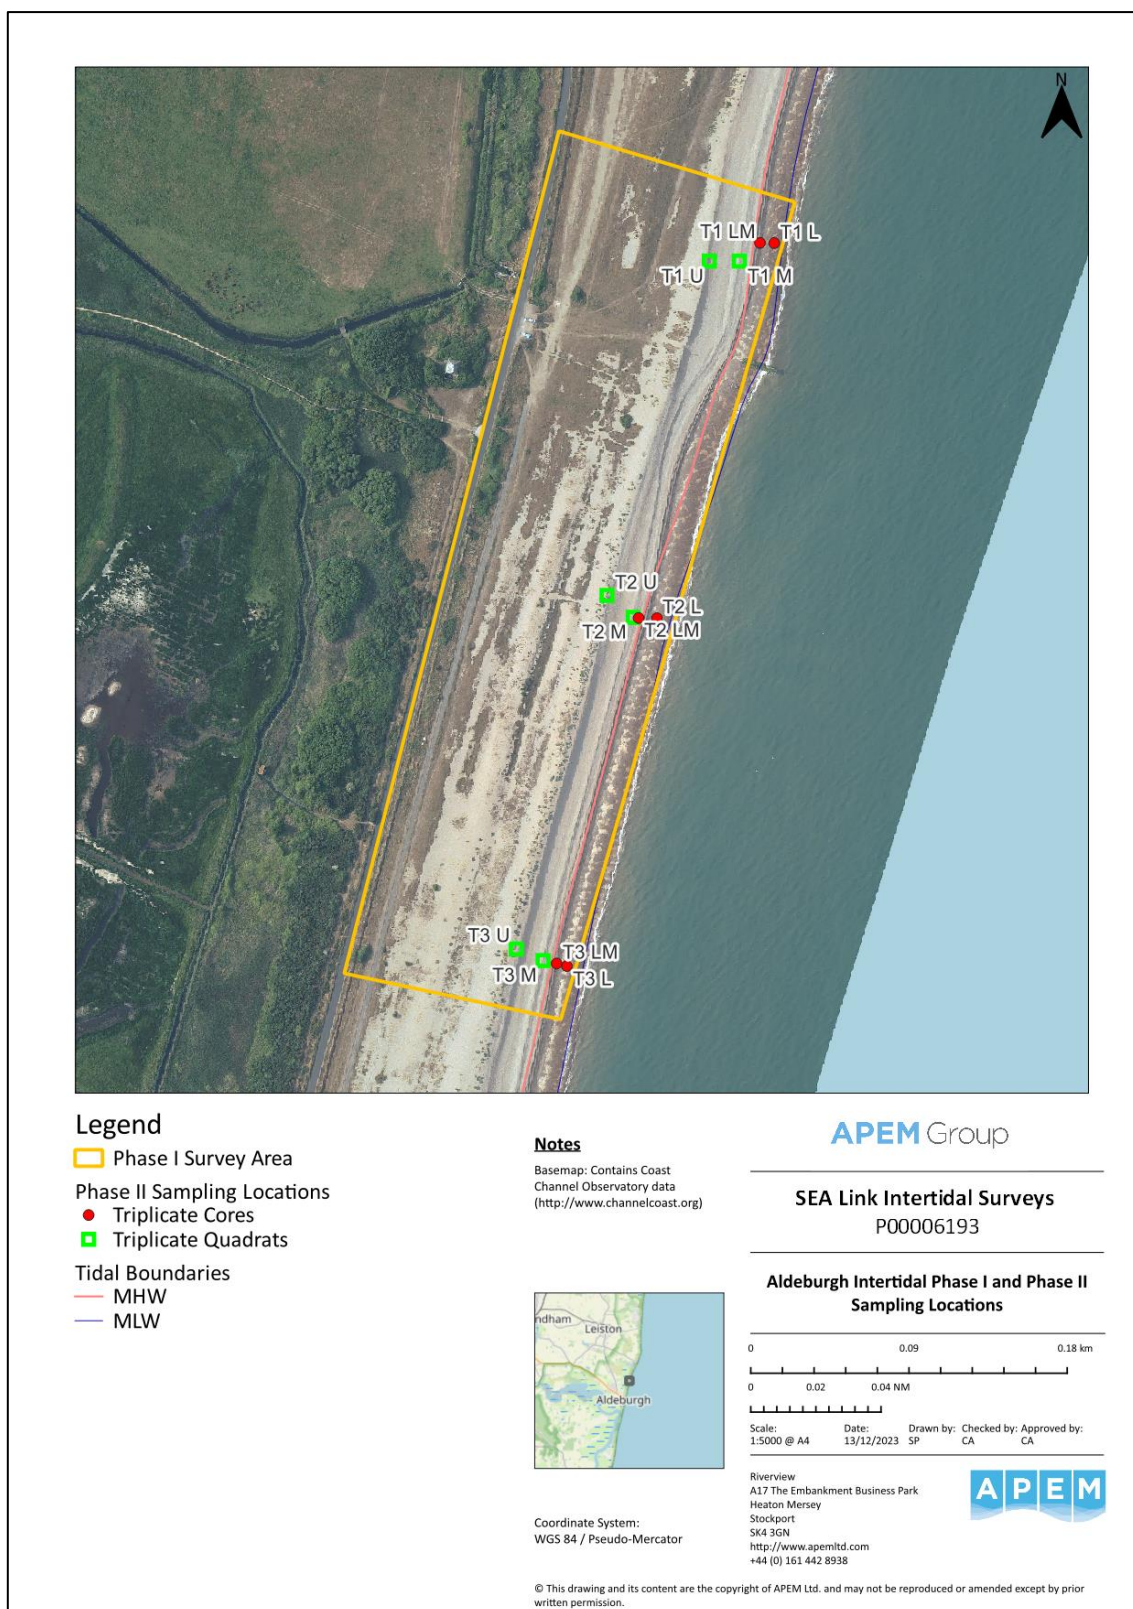 N
T1 LM
T1 L
T1 U
T1 M
T2 U
T2 L
T2 M
T2 LM
T3 U
T3 LM
T3 M
T3 L
Legend
Phase I Survey Area
Phase II Sampling Locations
Triplicate Cores
Triplicate Quadrats
Tidal Boundaries
MHW
MLW
Notes
Basemap: Contains Coast
Channel Observatory data
(http://www.channelcoast.org)
ndham
Leiston
Aldeburgh
Coordinate System:
WGS 84 / Pseudo-Mercator
APEM Group
SEA Link Intertidal Surveys
P00006193
Aldeburgh Intertidal Phase I and Phase II
Sampling Locations
0 0.09 0.18 km
0 0.02 0.04 NM
Scale: Date: Drawn by: Checked by: Approved by:
1:5000 @ A4 13/12/2023 SP CA CA
Riverview
A17 The Embankment Business Park
Heaton Mersey
Stockport
SK4 3GN
http://www.apemltd.com
+44 (0) 161 442 8938
APEM
© This drawing and its content are the copyright of APEM Ltd. and may not be reproduced or amended except by prior
written permission.